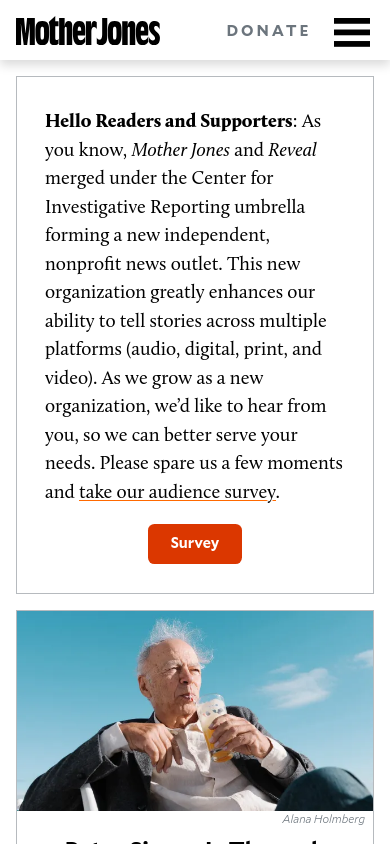 Mother Jones
DONATE
Hello Readers and Supporters: As
you know, Mother Jones and Reveal
merged under the Center for
Investigative Reporting umbrella
forming a new independent,
nonprofit news outlet. This new
organization greatly enhances our
ability to tell stories across multiple
platforms (audio, digital, print, and
video). As we grow as a new
organization, we’d like to hear from
you, so we can better serve your
needs. Please spare us a few moments
and take our audience survey.
Survey
Alana Holmberg